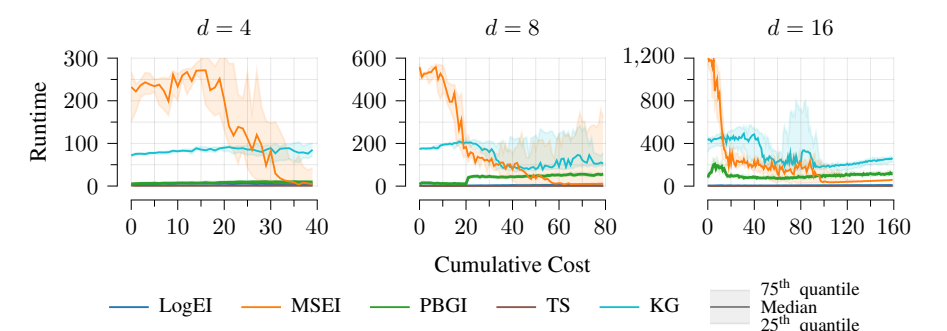 d = 4
d = 8
d = 16
Runtime
300
200
100
0
0 10 20 30 40
600
400
200
0
0 20 40 60 80
1,200
800
400
0
0 40 80 120 160
Cumulative Cost
LogEI MSEI PBGI TS KG
75th quantile
Median
25th quantile